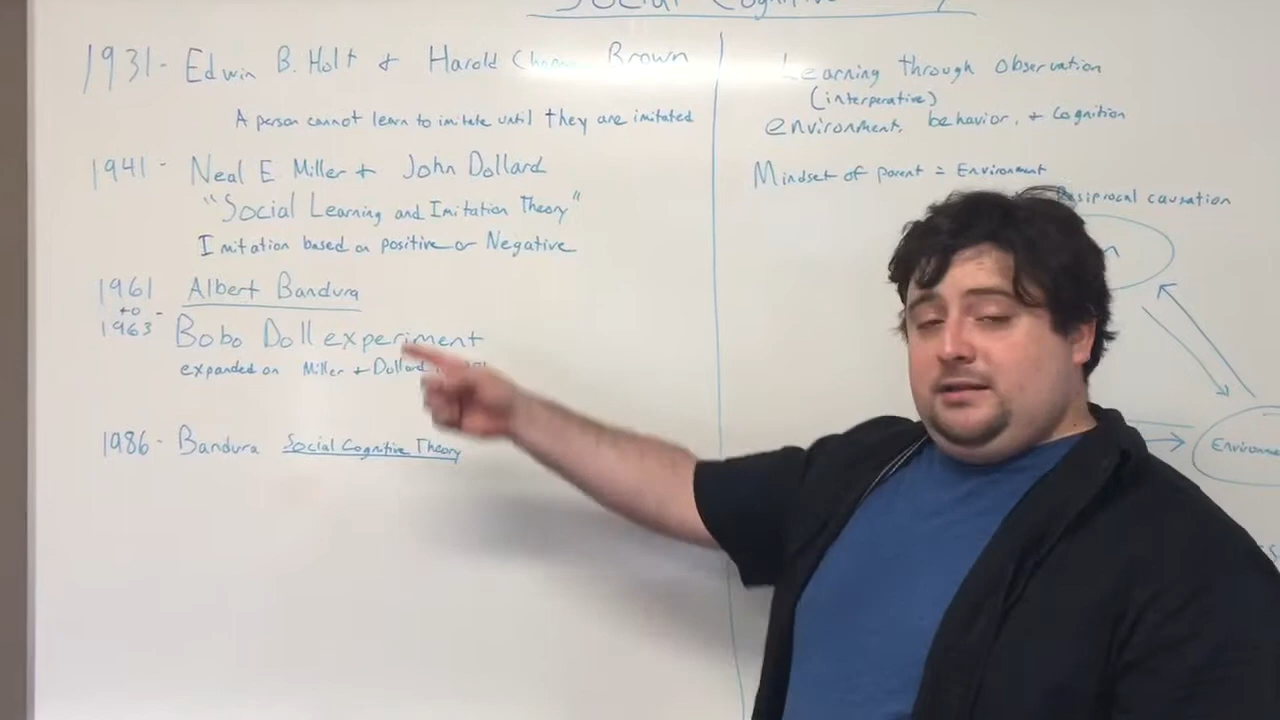 Social Cognitive
1931- Edwin B. Holt + Harold Brown
A person cannot learn to imitate until they are imitated
1941 - Neal E Miller + John Dollard
"Social Learning and Imitation Theory"
Imitation based on positive or Negative
1961 to 1963 - Albert Bandura
Bobo Doll experiment
expanded on Miller + Dollard
1986 - Bandura Social Cognitive Theory
Learning through observation
(interperative)
environment, behavior, + Cognition
Mindset of parent = Environment
Reciprocal causation